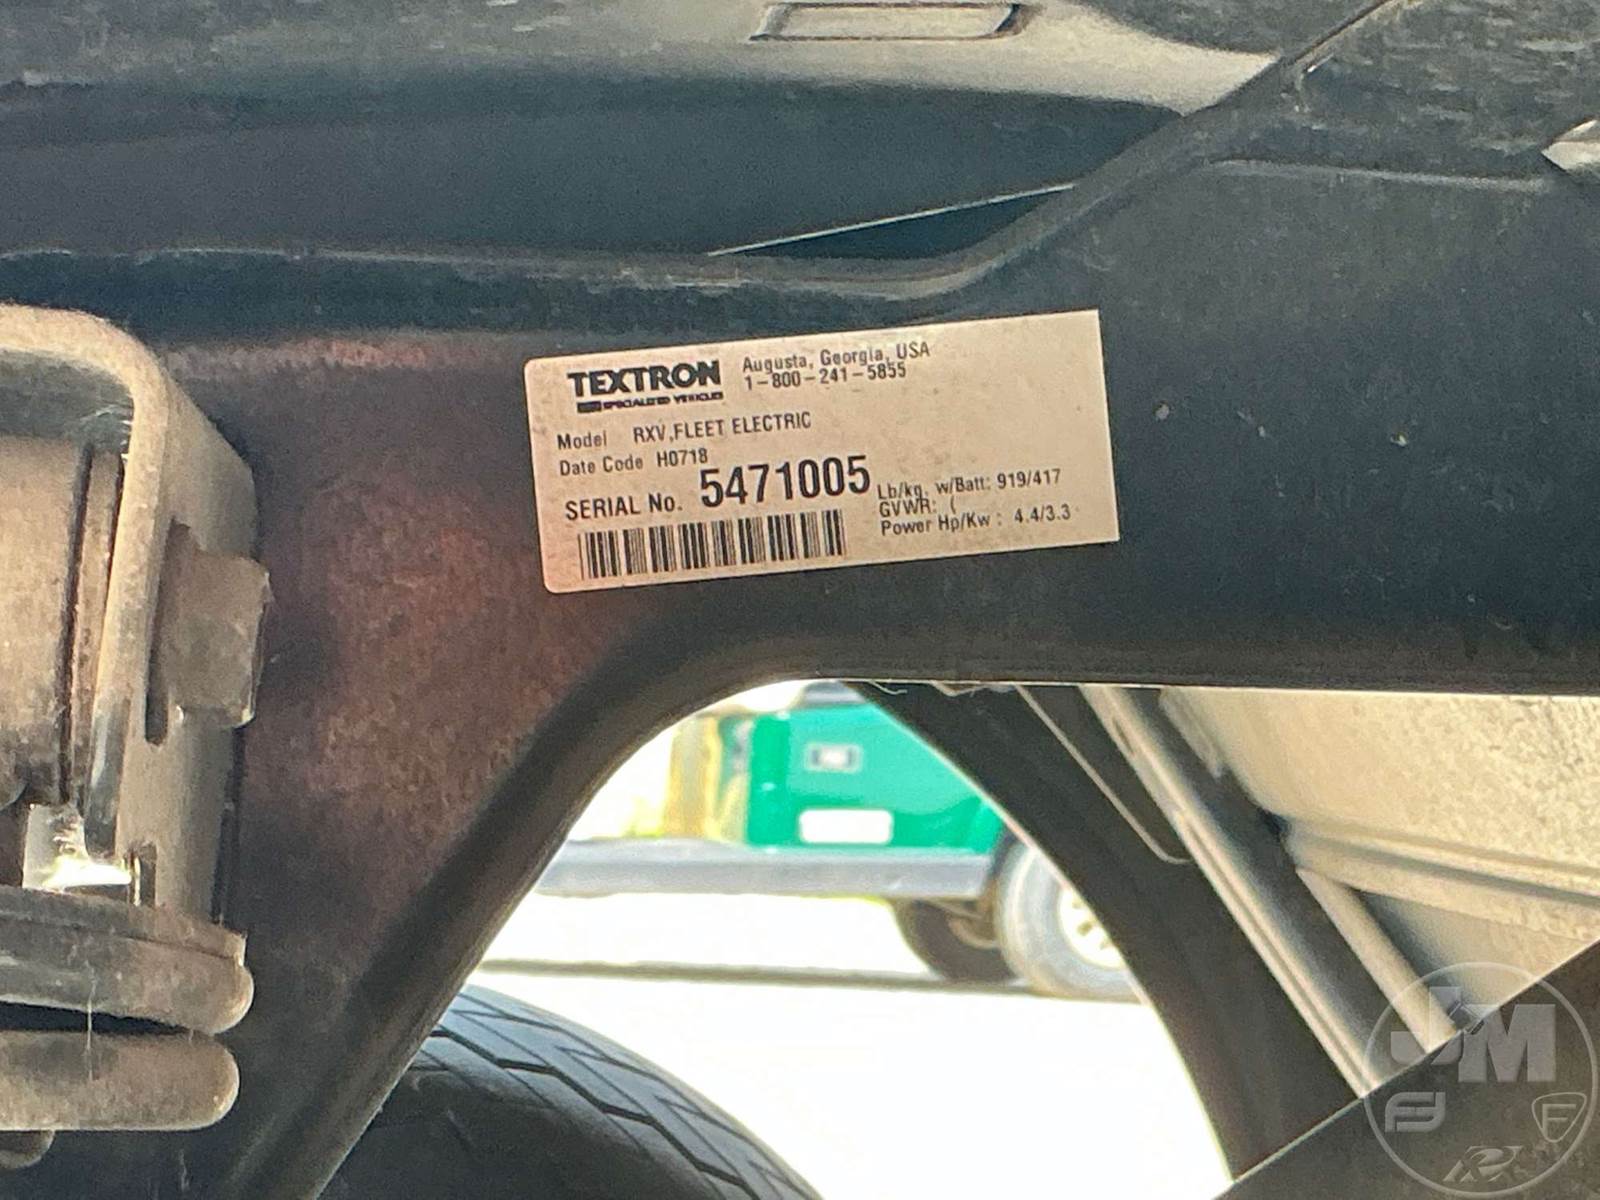 TEXTRON
SPECIALIZED VEHICLES
Augusta, Georgia, USA
1-800-241-5855
Model RXV,FLEET ELECTRIC
Date Code H0718
SERIAL No. 5471005
Lb/kg, w/Batt: 919/417
GVWR: (
Power Hp/Kw : 4.4/3.3
JM